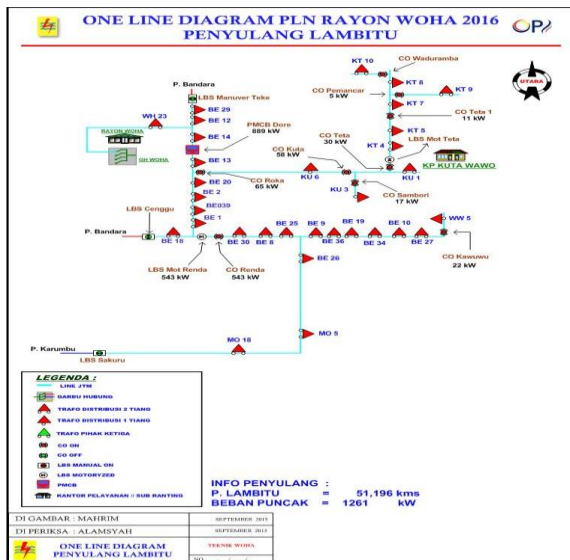 ONE LINE DIAGRAM PLN RAYON WOHA 2016
PENYULANG LAMBITU
UTARA
KT 10
CO Waduramba
KT 8
CO Pemancar
5 kW
KT 9
KT 7
CO Teta 1
11 kW
CO Teta
30 kW
KT 5
KT 4
LBS Mot Teta
KP KUTA WAWO
P. Bandara
LBS Manuver Teke
BE 29
BE 12
WH 23
RAYON WOHA
GH WOHA
BE 14
PMCB Dore
889 kW
BE 13
CO Roka
65 kW
CO Kuta
58 kW
KU 6
KU 3
KU 1
CO Sambori
17 kW
BE 20
BE 2
BE039
BE 1
LBS Cenggu
P. Bandara
BE 18
LBS Mot Renda
543 kW
CO Renda
543 kW
BE 30
BE 8
BE 25
BE 9
BE 36
BE 19
BE 34
BE 10
BE 27
WW 5
CO Kawuwu
22 kW
BE 26
MO 5
MO 18
P. Karumbu
LBS Sakuru
LEGENDA :
LINE JTM
GARDU HUBUNG
TRAFO DISTRIBUSI 2 TIANG
TRAFO DISTRIBUSI 1 TIANG
TRAFO PIHAK KETIGA
CO ON
CO OFF
LBS MANUAL ON
LBS MOTORYZED
PMCB
KANTOR PELAYANAN // SUB RANTING
INFO PENYULANG :
P. LAMBITU = 51,196 kms
BEBAN PUNCAK = 1261 kW
DI GAMBAR : MAHRIM
SEPTEMBER 2015
DI PERIKSA : ALAMSYAH
SEPTEMBER 2015
ONE LINE DIAGRAM
PENYULANG LAMBITU
TEKNIK WOHA
NO